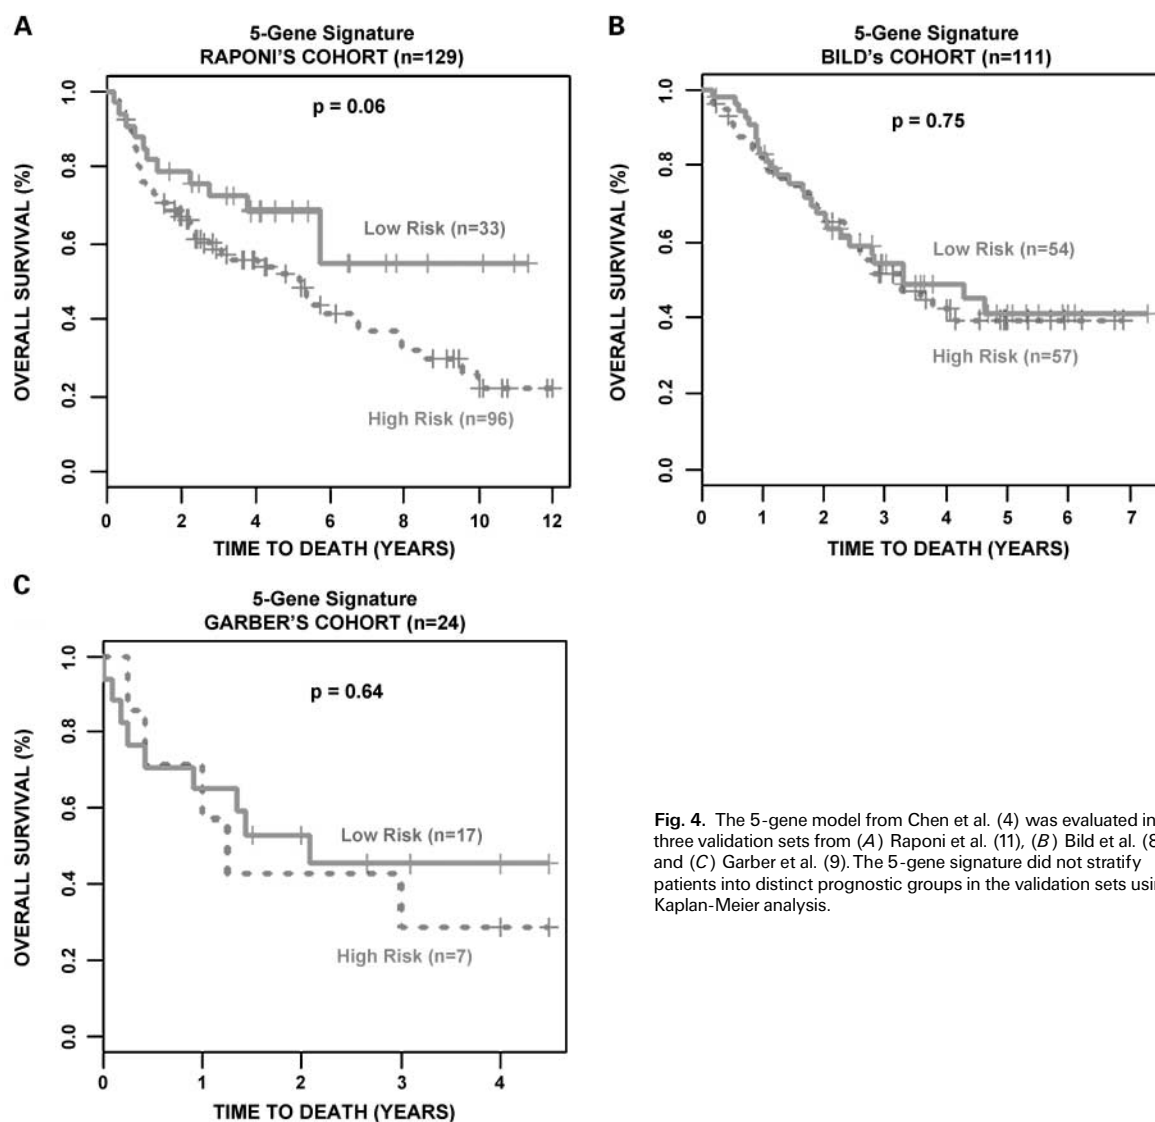 A
5-Gene Signature
RAPONI'S COHORT (n=129)
p = 0.06
OVERALL SURVIVAL (%)
1.0
0.8
0.6
0.4
0.2
0.0
Low Risk (n=33)
High Risk (n=96)
0 2 4 6 8 10 12
TIME TO DEATH (YEARS)
B
5-Gene Signature
BILD's COHORT (n=111)
p = 0.75
OVERALL SURVIVAL (%)
1.0
0.8
0.6
0.4
0.2
0.0
Low Risk (n=54)
High Risk (n=57)
0 1 2 3 4 5 6 7
TIME TO DEATH (YEARS)
C
5-Gene Signature
GARBER'S COHORT (n=24)
p = 0.64
OVERALL SURVIVAL (%)
1.0
0.8
0.6
0.4
0.2
0.0
Low Risk (n=17)
High Risk (n=7)
0 1 2 3 4
TIME TO DEATH (YEARS)
Fig. 4. The 5-gene model from Chen et al. (4) was evaluated in
three validation sets from (A) Raponi et al. (11), (B) Bild et al. (8
and (C) Garber et al. (9). The 5-gene signature did not stratify
patients into distinct prognostic groups in the validation sets usin
Kaplan-Meier analysis.